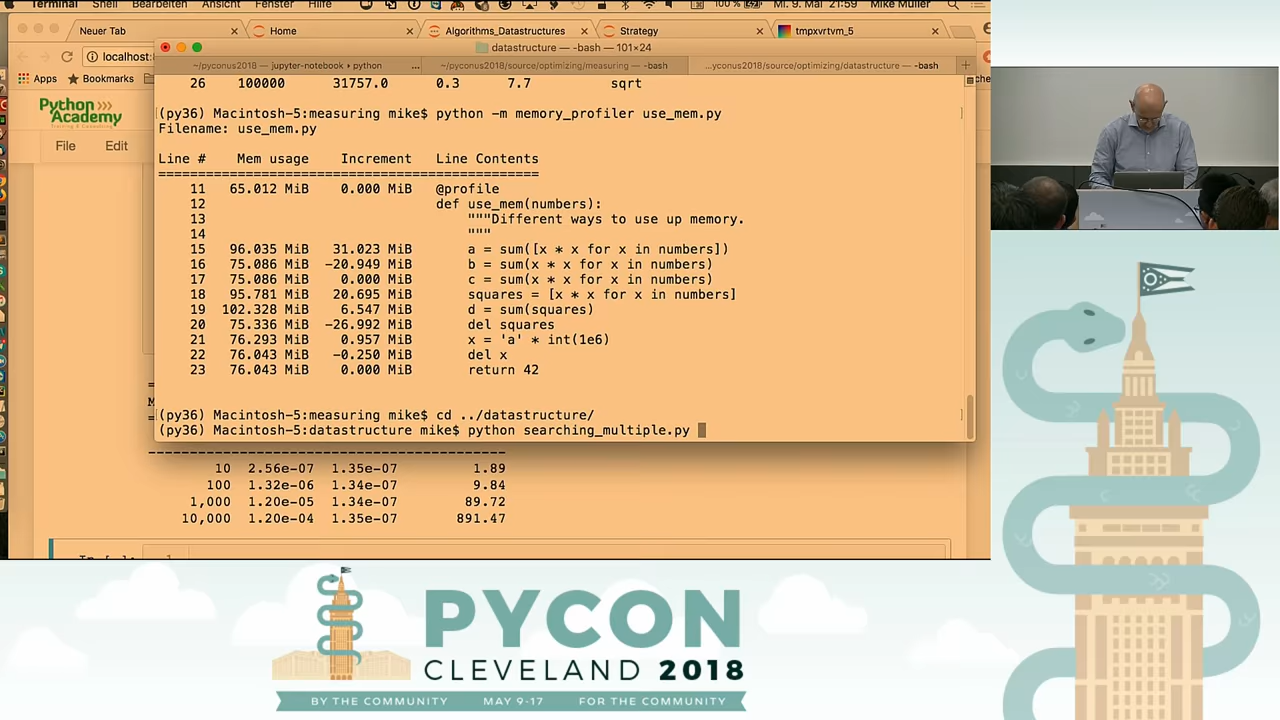 Terminal Shell Bearbeiten Ansicht Fenster Hilfe 100 % Mi. 9. Mai 21:59 Mike Müller
Neuer Tab Home Algorithms_Datastructures Strategy tmpxvrtvm_5
datastructure — -bash — 101×24
localhost:
~/pyconus2018 — jupyter-notebook ▸ python ... ~/pyconus2018/source/optimizing/measuring — -bash ...yconus2018/source/optimizing/datastructure — -bash
Apps Bookmarks
26 100000 31757.0 0.3 7.7 sqrt
Python
Academy
File Edit
(py36) Macintosh-5:measuring mike$ python -m memory_profiler use_mem.py
Filename: use_mem.py
Line # Mem usage Increment Line Contents
================================================
11 65.012 MiB 0.000 MiB @profile
12 def use_mem(numbers):
13 """Different ways to use up memory.
14 """
15 96.035 MiB 31.023 MiB a = sum([x * x for x in numbers])
16 75.086 MiB -20.949 MiB b = sum(x * x for x in numbers)
17 75.086 MiB 0.000 MiB c = sum(x * x for x in numbers)
18 95.781 MiB 20.695 MiB squares = [x * x for x in numbers]
19 102.328 MiB 6.547 MiB d = sum(squares)
20 75.336 MiB -26.992 MiB del squares
21 76.293 MiB 0.957 MiB x = 'a' * int(1e6)
22 76.043 MiB -0.250 MiB del x
23 76.043 MiB 0.000 MiB return 42
(py36) Macintosh-5:measuring mike$ cd ../datastructure/
(py36) Macintosh-5:datastructure mike$ python searching_multiple.py
10 2.56e-07 1.35e-07 1.89
100 1.32e-06 1.34e-07 9.84
1,000 1.20e-05 1.34e-07 89.72
10,000 1.20e-04 1.35e-07 891.47
PYCON
CLEVELAND 2018
BY THE COMMUNITY MAY 9-17 FOR THE COMMUNITY